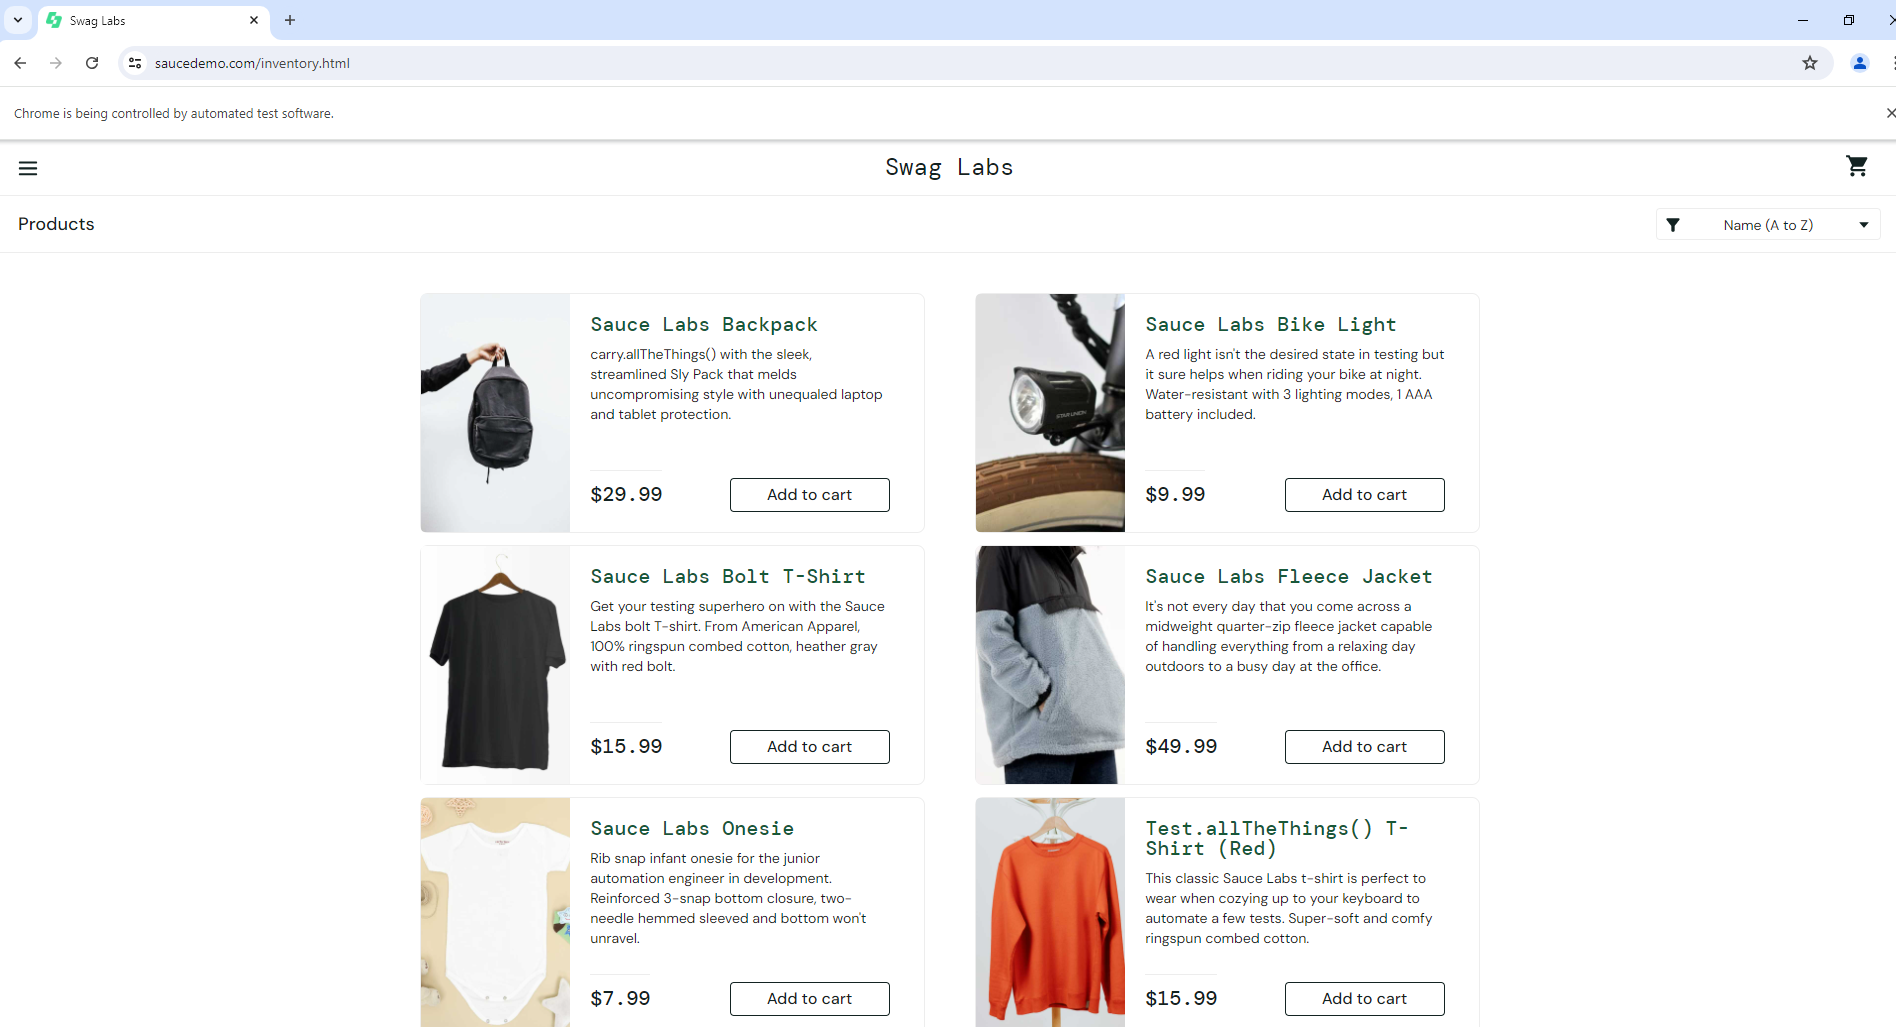 Swag Labs
saucedemo.com/inventory.html
Chrome is being controlled by automated test software.
Swag Labs
Products
Name (A to Z)
Sauce Labs Backpack
carry.allTheThings() with the sleek,
streamlined Sly Pack that melds
uncompromising style with unequaled laptop
and tablet protection.
$29.99
Add to cart
Sauce Labs Bike Light
A red light isn't the desired state in testing but
it sure helps when riding your bike at night.
Water-resistant with 3 lighting modes, 1 AAA
battery included.
$9.99
Add to cart
Sauce Labs Bolt T-Shirt
Get your testing superhero on with the Sauce
Labs bolt T-shirt. From American Apparel,
100% ringspun combed cotton, heather gray
with red bolt.
$15.99
Add to cart
Sauce Labs Fleece Jacket
It's not every day that you come across a
midweight quarter-zip fleece jacket capable
of handling everything from a relaxing day
outdoors to a busy day at the office.
$49.99
Add to cart
Sauce Labs Onesie
Rib snap infant onesie for the junior
automation engineer in development.
Reinforced 3-snap bottom closure, two-
needle hemmed sleeved and bottom won't
unravel.
$7.99
Add to cart
Test.allTheThings() T-
Shirt (Red)
This classic Sauce Labs t-shirt is perfect to
wear when cozying up to your keyboard to
automate a few tests. Super-soft and comfy
ringspun combed cotton.
$15.99
Add to cart